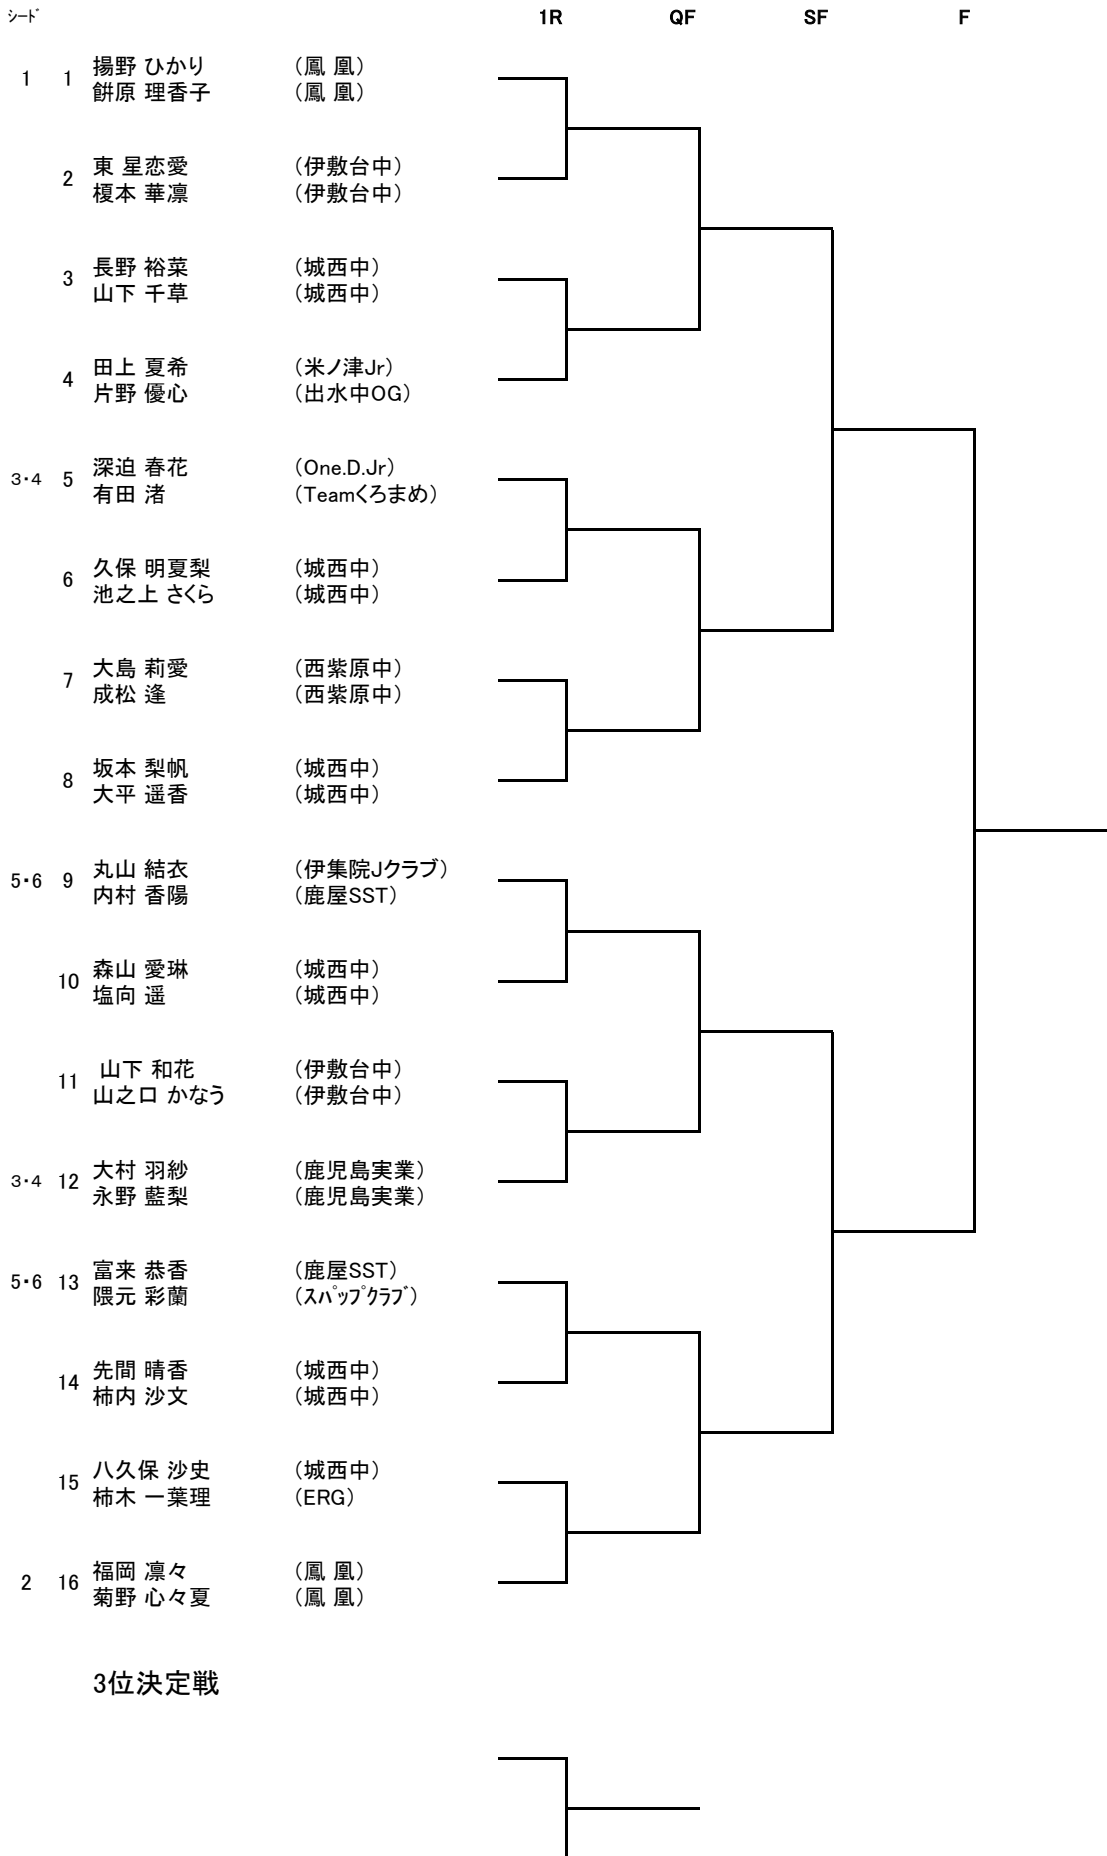 ｼｰﾄﾞ 1R QF SF F
1 1 揚野 ひかり (鳳 凰)
餅原 理香子 (鳳 凰)
2 東 星恋愛 (伊敷台中)
榎本 華凛 (伊敷台中)
3 長野 裕菜 (城西中)
山下 千草 (城西中)
4 田上 夏希 (米ノ津Jr)
片野 優心 (出水中OG)
3・4 5 深迫 春花 (One.D.Jr)
有田 渚 (Teamくろまめ)
6 久保 明夏梨 (城西中)
池之上 さくら (城西中)
7 大島 莉愛 (西紫原中)
成松 逢 (西紫原中)
8 坂本 梨帆 (城西中)
大平 遥香 (城西中)
5・6 9 丸山 結衣 (伊集院Jクラブ)
内村 香陽 (鹿屋SST)
10 森山 愛琳 (城西中)
塩向 遥 (城西中)
11 山下 和花 (伊敷台中)
山之口 かなう (伊敷台中)
3・4 12 大村 羽紗 (鹿児島実業)
永野 藍梨 (鹿児島実業)
5・6 13 富来 恭香 (鹿屋SST)
隈元 彩蘭 (ｽﾊﾟｯﾌﾟｸﾗﾌﾞ)
14 先間 晴香 (城西中)
柿内 沙文 (城西中)
15 八久保 沙史 (城西中)
柿木 一葉理 (ERG)
2 16 福岡 凛々 (鳳 凰)
菊野 心々夏 (鳳 凰)
3位決定戦